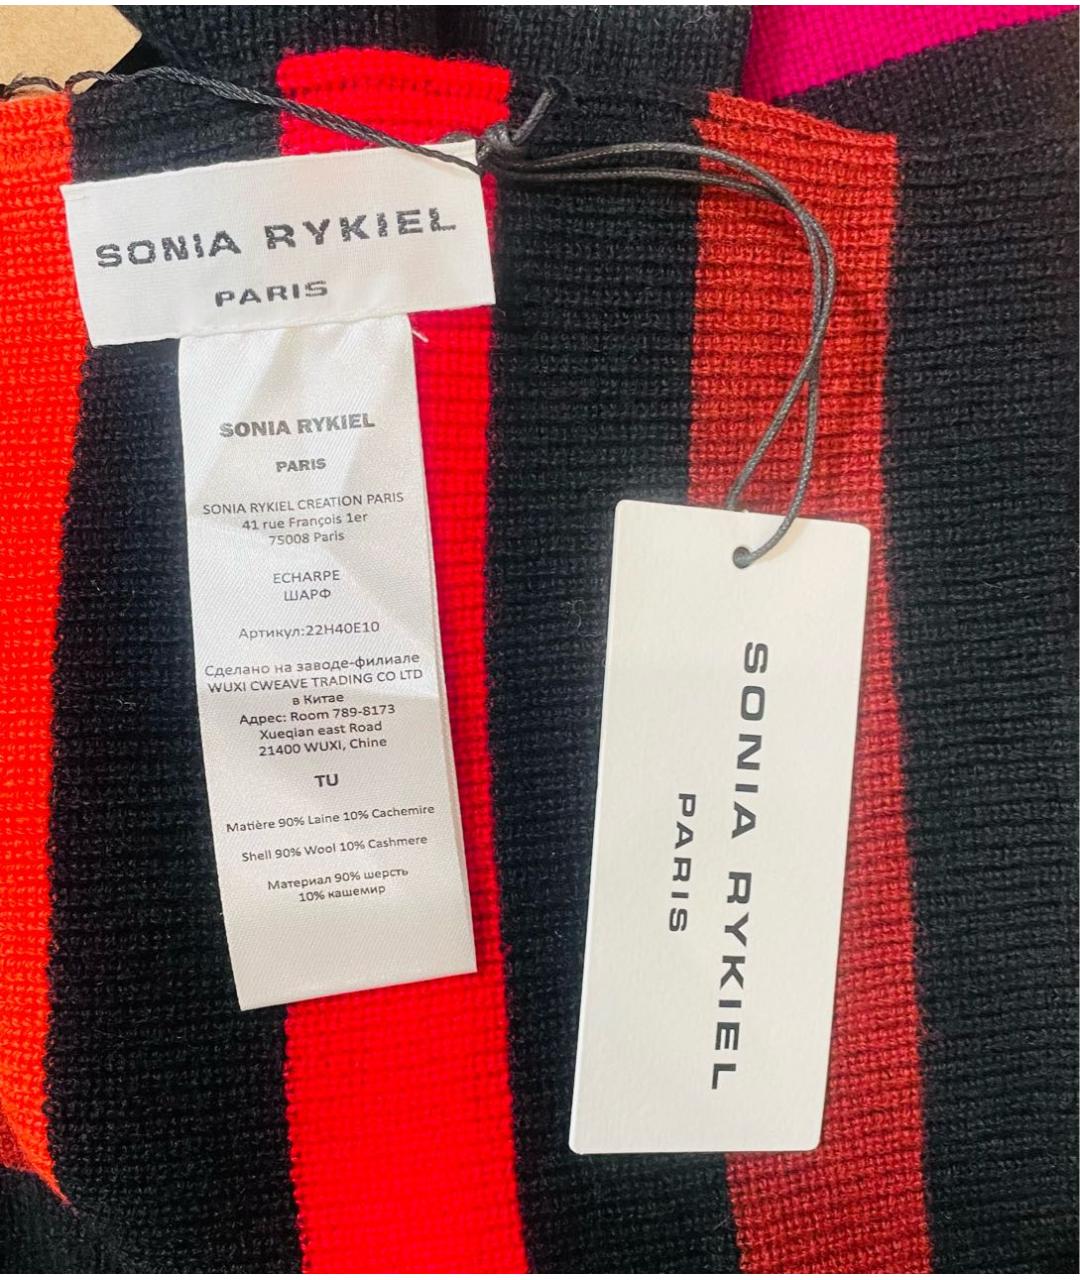 SONIA RYKIEL
PARIS
SONIA RYKIEL
PARIS
SONIA RYKIEL CREATION PARIS
41 rue François 1er
75008 Paris
ECHARPE
ШАРФ
Артикул:22H40E10
Сделано на заводе-филиале
WUXI CWEAVE TRADING CO LTD
в Китае
Адрес: Room 789-8173
Xueqian east Road
21400 WUXI, Chine
TU
Matière 90% Laine 10% Cachemire
Shell 90% Wool 10% Cashmere
Материал 90% шерсть
10% кашемир
SONIA RYKIEL
PARIS